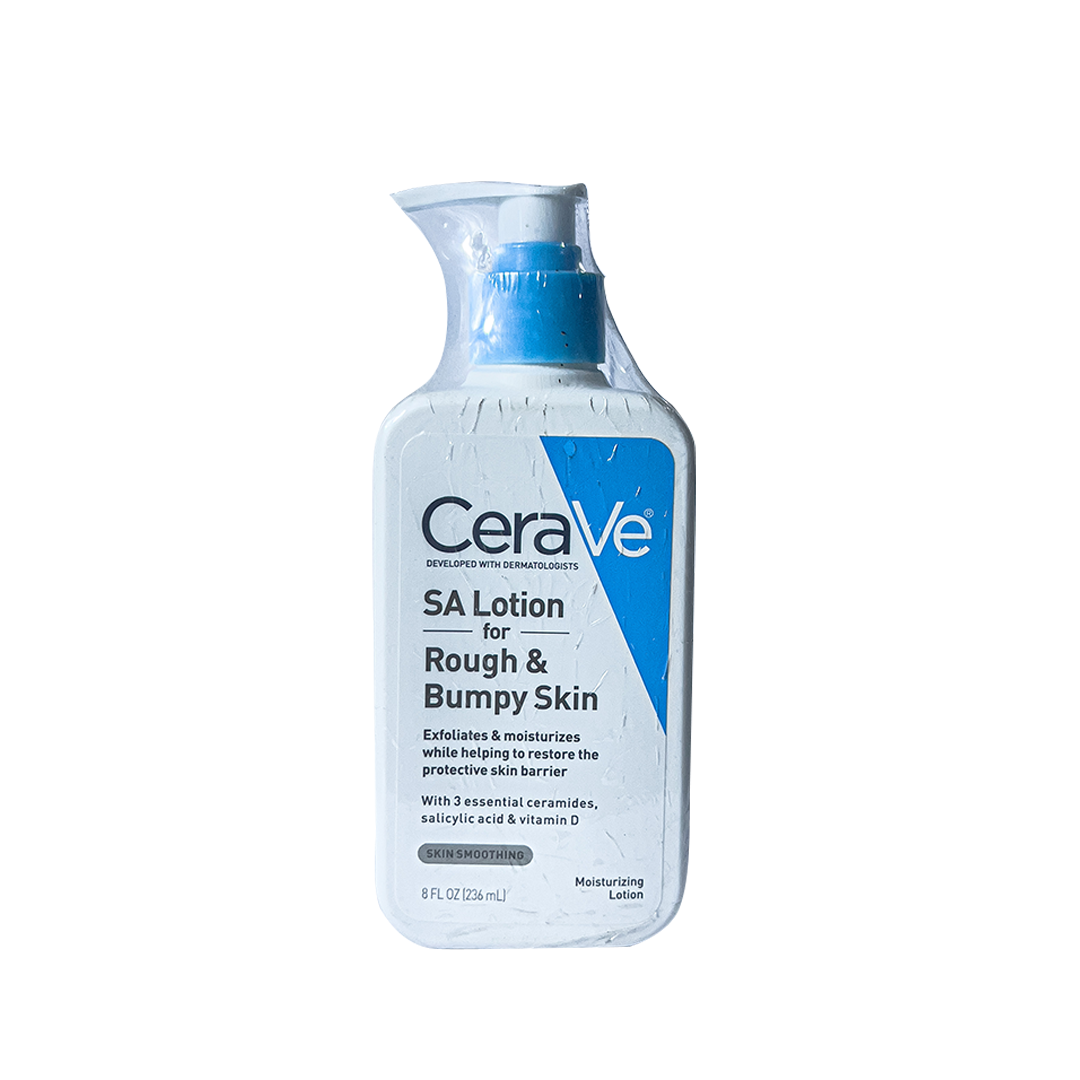 CeraVe®
DEVELOPED WITH DERMATOLOGISTS
SA Lotion
for
Rough &
Bumpy Skin
Exfoliates & moisturizes
while helping to restore the
protective skin barrier
With 3 essential ceramides,
salicylic acid & vitamin D
SKIN SMOOTHING
8 FL OZ (236 mL)
Moisturizing
Lotion